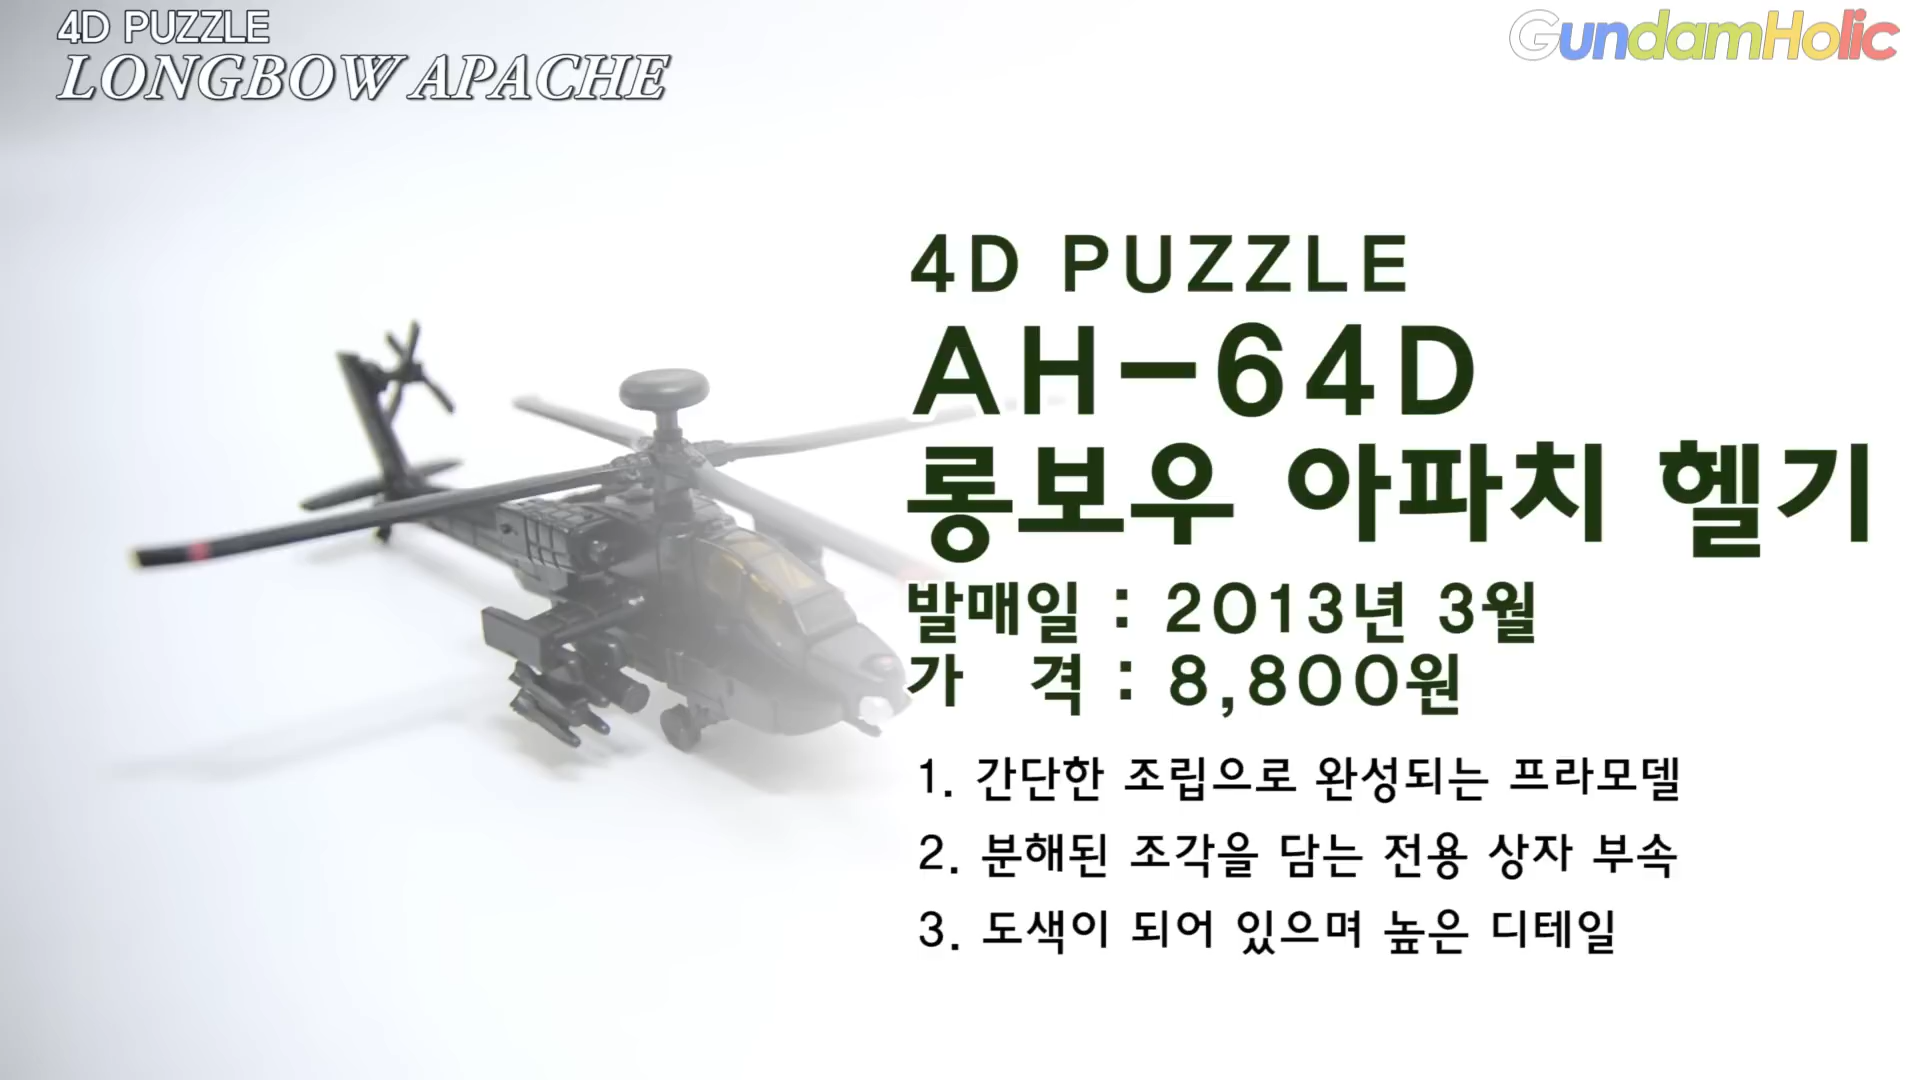 4D PUZZLE
LONGBOW APACHE
GundamHolic
4D PUZZLE
AH-64D
롱보우 아파치 헬기
발매일 : 2013년 3월
가 격 : 8,800원
1. 간단한 조립으로 완성되는 프라모델
2. 분해된 조각을 담는 전용 상자 부속
3. 도색이 되어 있으며 높은 디테일